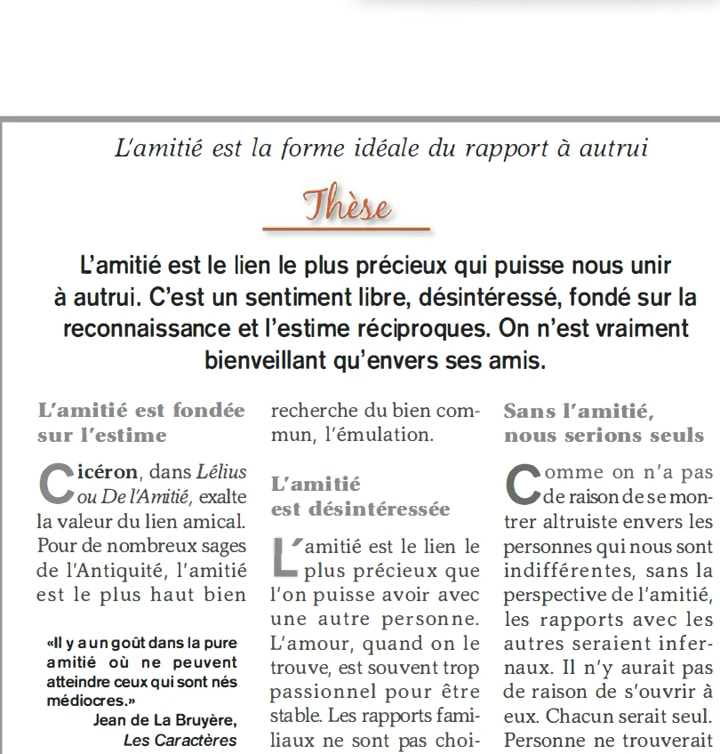 L'amitié est la forme idéale du rapport à autrui
Thèse
L'amitié est le lien le plus précieux qui puisse nous unir
à autrui. C'est un sentiment libre, désintéressé, fondé sur la
reconnaissance et l'estime réciproques. On n'est vraiment
bienveillant qu'envers ses amis.
L'amitié est fondée
sur l'estime
Cicéron, dans Lélius
ou De l'Amitié, exalte
la valeur du lien amical.
Pour de nombreux sages
de l'Antiquité, l'amitié
est le plus haut bien
«Il y a un goût dans la pure
amitié où ne peuvent
atteindre ceux qui sont nés
médiocres.»
Jean de La Bruyère,
Les Caractères
recherche du bien com-
mun, l'émulation.
L'amitié
est désintéressée
L'amitié est le lien le
plus précieux que
l'on puisse avoir avec
une autre personne.
L'amour, quand on le
trouve, est souvent trop
passionnel pour être
stable. Les rapports fami-
liaux ne sont pas choi-
Sans l'amitié,
nous serions seuls
Comme on n'a pas
de raison de se mon-
trer altruiste envers les
personnes qui nous sont
indifférentes, sans la
perspective de l'amitié,
les rapports avec les
autres seraient infer-
naux. Il n'y aurait pas
de raison de s'ouvrir à
eux. Chacun serait seul.
Personne ne trouverait